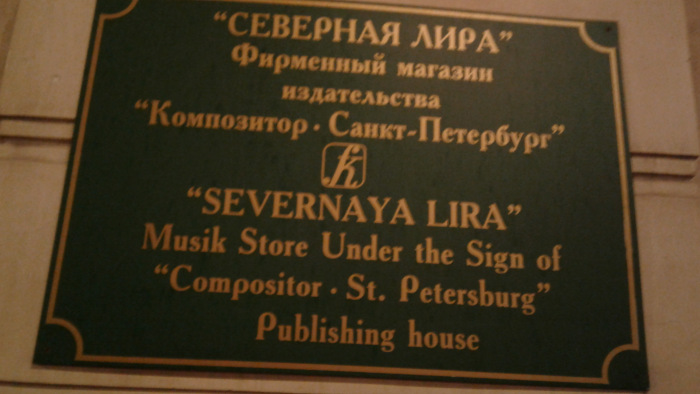 “СЕВЕРНАЯ ЛИРА”
Фирменный магазин
издательства
“Композитор · Санкт-Петербург”
“SEVERNAYA LIRA”
Musik Store Under the Sign of
“Compositor · St. Petersburg”
Publishing house